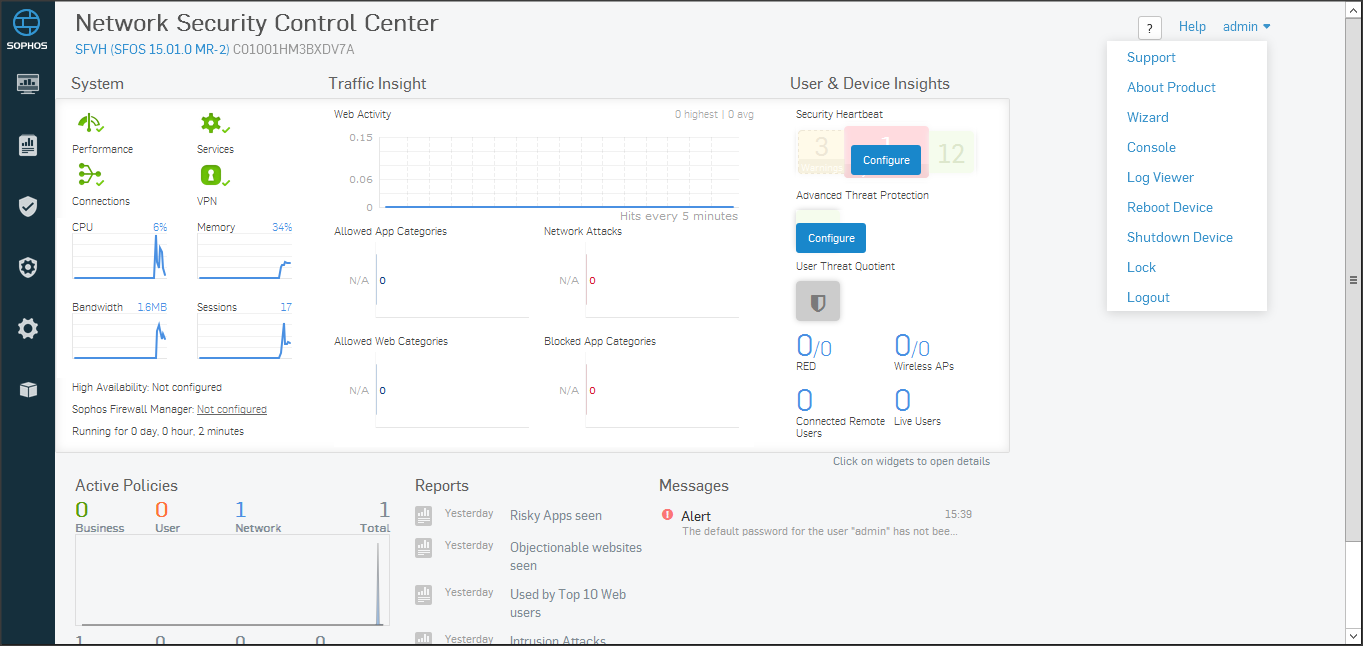 SOPHOS
Network Security Control Center
SFVH (SFOS 15.01.0 MR-2) C01001HM3BXDV7A
?
Help
admin
Support
About Product
Wizard
Console
Log Viewer
Reboot Device
Shutdown Device
Lock
Logout
System
Performance
Services
Connections
VPN
CPU 6%
Memory 34%
Bandwidth 1.6MB
Sessions 17
High Availability: Not configured
Sophos Firewall Manager: Not configured
Running for 0 day, 0 hour, 2 minutes
Traffic Insight
Web Activity
0 highest | 0 avg
0.15
0.06
0
Hits every 5 minutes
Allowed App Categories
N/A 0
Network Attacks
N/A 0
Allowed Web Categories
N/A 0
Blocked App Categories
N/A 0
User & Device Insights
Security Heartbeat
3
1
12
Configure
Advanced Threat Protection
Configure
User Threat Quotient
0/0
RED
0/0
Wireless APs
0
Connected Remote
Users
0
Live Users
Click on widgets to open details
Active Policies
0
Business
0
User
1
Network
1
Total
1 0 0 0
Reports
Yesterday Risky Apps seen
Yesterday Objectionable websites
seen
Yesterday Used by Top 10 Web
users
Yesterday Intrusion Attacks
Messages
Alert 15:39
The default password for the user "admin" has not bee...